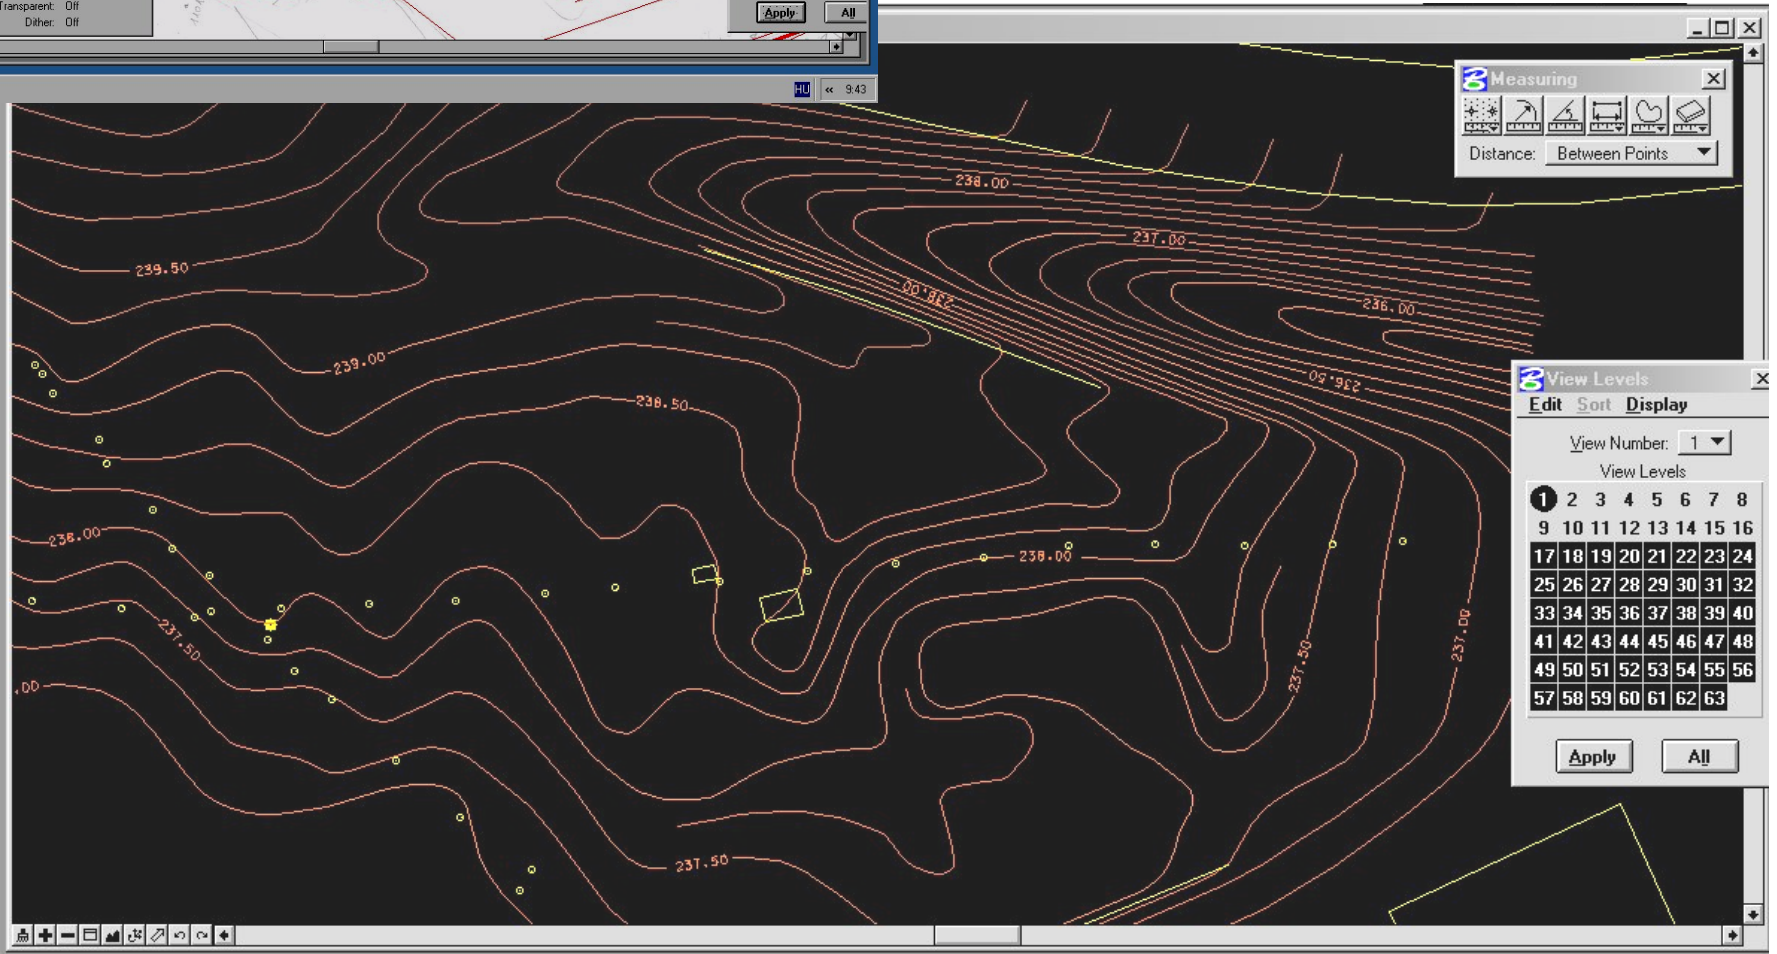 Transparent: Off
Dither: Off
Apply All
HU « 9:43
Measuring
Distance: Between Points
238.00
237.00
239.50
238.00
236.00
239.00
236.50
238.50
238.00
238.00
237.50
237.50
237.00
.00
237.50
View Levels
Edit Sort Display
View Number: 1
View Levels
1 2 3 4 5 6 7 8
9 10 11 12 13 14 15 16
17 18 19 20 21 22 23 24
25 26 27 28 29 30 31 32
33 34 35 36 37 38 39 40
41 42 43 44 45 46 47 48
49 50 51 52 53 54 55 56
57 58 59 60 61 62 63
Apply All